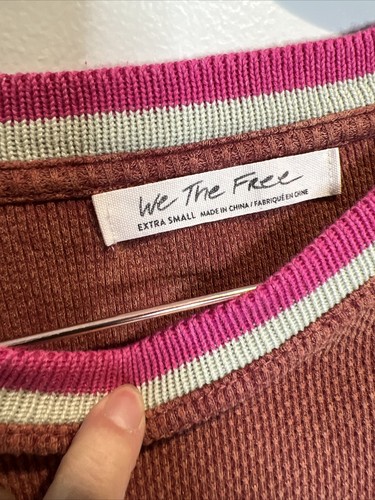 We The Free
EXTRA SMALL MADE IN CHINA / FABRIQUÉ EN CHINE